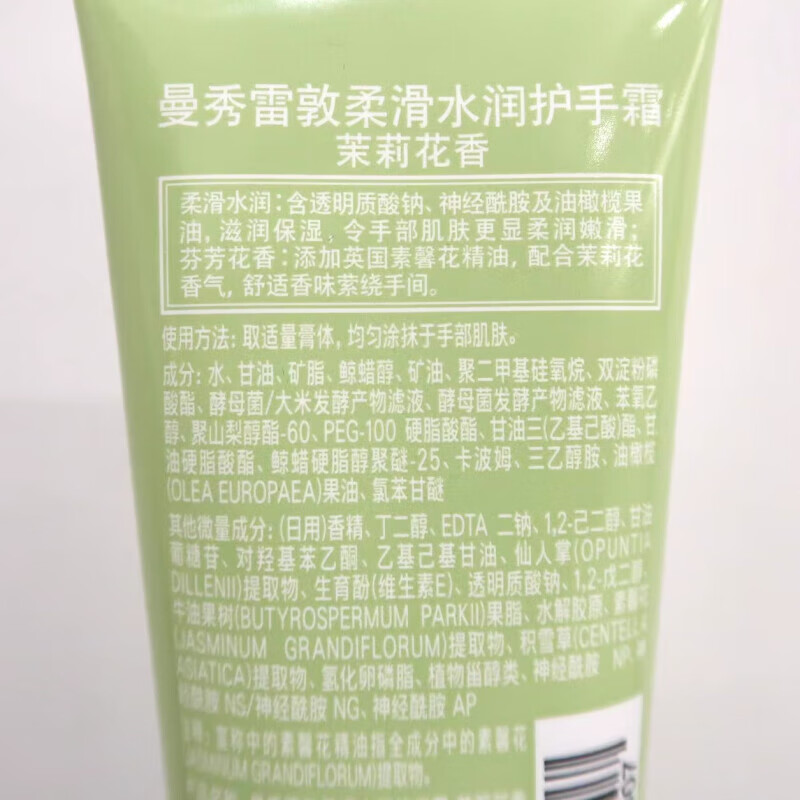 曼秀雷敦柔滑水润护手霜
茉莉花香
柔滑水润：含透明质酸钠、神经酰胺及油橄榄果
油，滋润保湿，令手部肌肤更显柔润嫩滑；
芬芳花香：添加英国素馨花精油，配合茉莉花
香气，舒适香味萦绕手间。
使用方法：取适量膏体，均匀涂抹于手部肌肤。
成分：水、甘油、矿脂、鲸蜡醇、矿油、聚二甲基硅氧烷、双淀粉磷
酸酯、酵母菌/大米发酵产物滤液、酵母菌发酵产物滤液、苯氧乙
醇、聚山梨醇酯-60、PEG-100 硬脂酸酯、甘油三(乙基己酸)酯、甘
油硬脂酸酯、鲸蜡硬脂醇聚醚-25、卡波姆、三乙醇胺、油橄榄
(OLEA EUROPAEA)果油、氯苯甘醚
其他微量成分：(日用)香精、丁二醇、EDTA 二钠、1,2-己二醇、甘油
葡糖苷、对羟基苯乙酮、乙基己基甘油、仙人掌(OPUNTIA
DILLENII)提取物、生育酚(维生素E)、透明质酸钠、1,2-戊二醇、
牛油果树(BUTYROSPERMUM PARKII)果脂、水解胶原、素馨花
(JASMINUM GRANDIFLORUM)提取物、积雪草(CENTELLA
ASIATICA)提取物、氢化卵磷脂、植物甾醇类、神经酰胺 NP、神
经酰胺 NS/神经酰胺 NG、神经酰胺 AP
注释：宣称中的素馨花精油指全成分中的素馨花
(JASMINUM GRANDIFLORUM)提取物。